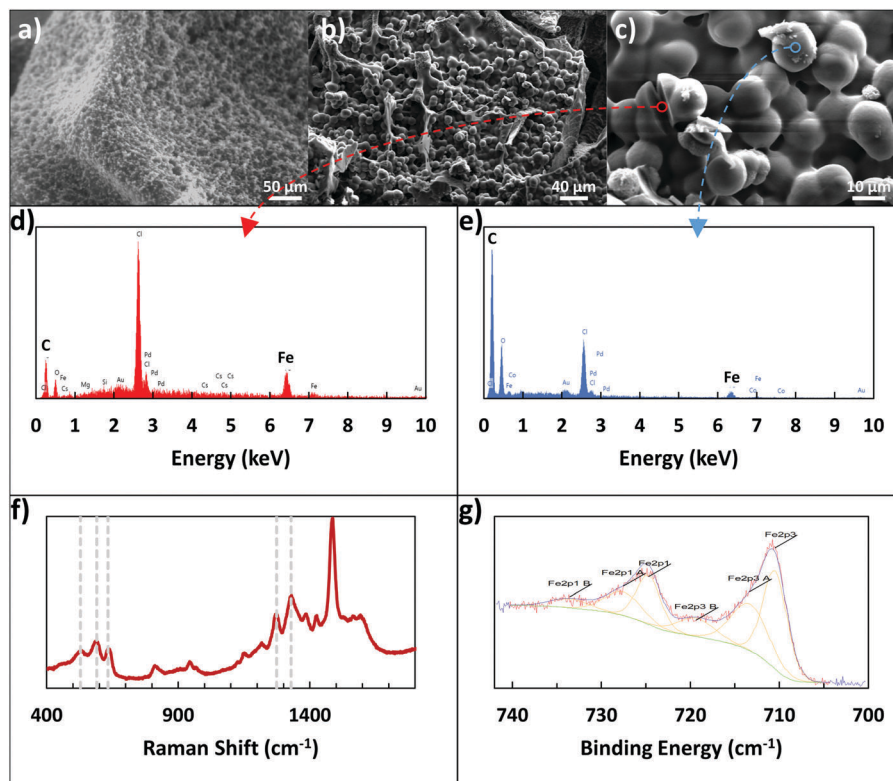 a)
b)
c)
50 μm
40 μm
10 μm
d)
e)
Cl
C
O
Fe
Cl
Cs
Mg
Si
Au
Pd
Cl
Pd
Pd
Cs
Cs Cs
Cs
Fe
Fe
Au
0 1 2 3 4 5 6 7 8 9 10
Energy (keV)
C
O
Co
Cl
Fe
Au
Cl
Pd
Pd
Cl
Pd
Fe
Co
Fe
Co
Au
0 1 2 3 4 5 6 7 8 9 10
Energy (keV)
f)
400 900 1400
Raman Shift (cm-1)
g)
Fe2p3
Fe2p1
Fe2p1 A
Fe2p1 B
Fe2p3 A
Fe2p3 B
740 730 720 710 700
Binding Energy (cm-1)